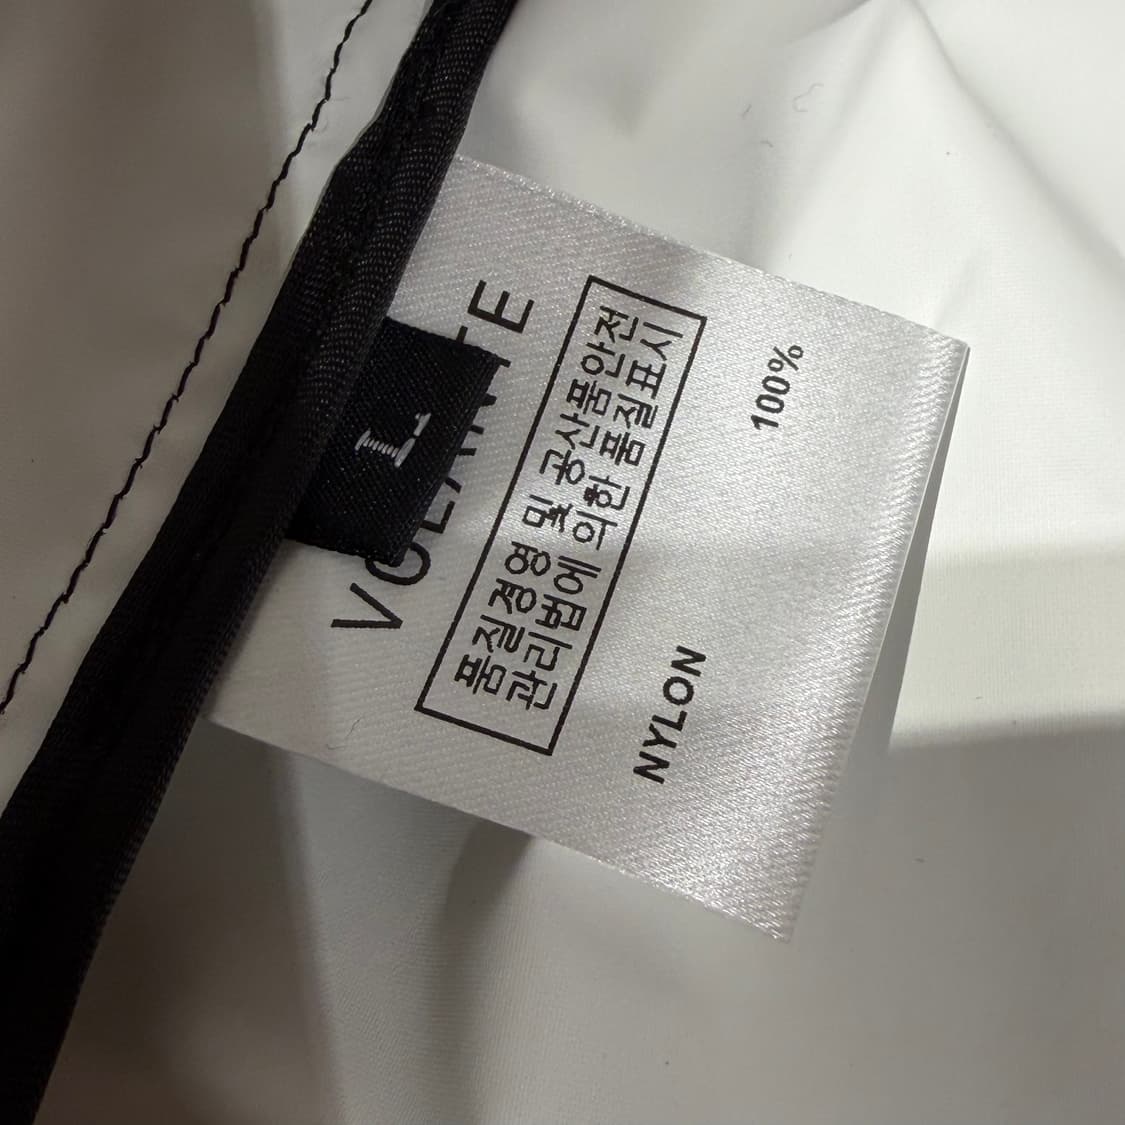 VOLANTE
L
품질경영 및 공산품안전
관리법에 의한 품질표시
NYLON 100%